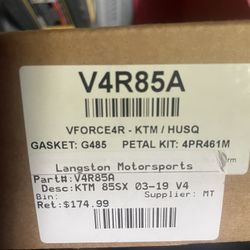 V4R85A
VFORCE4R - KTM / HUSQ
GASKET: G485 PETAL KIT: 4PR461M
Langston Motorsports
Part#: V4R85A
Desc: KTM 85SX 03-19 V4
Bin: Supplier: MT
Ret: $174.99